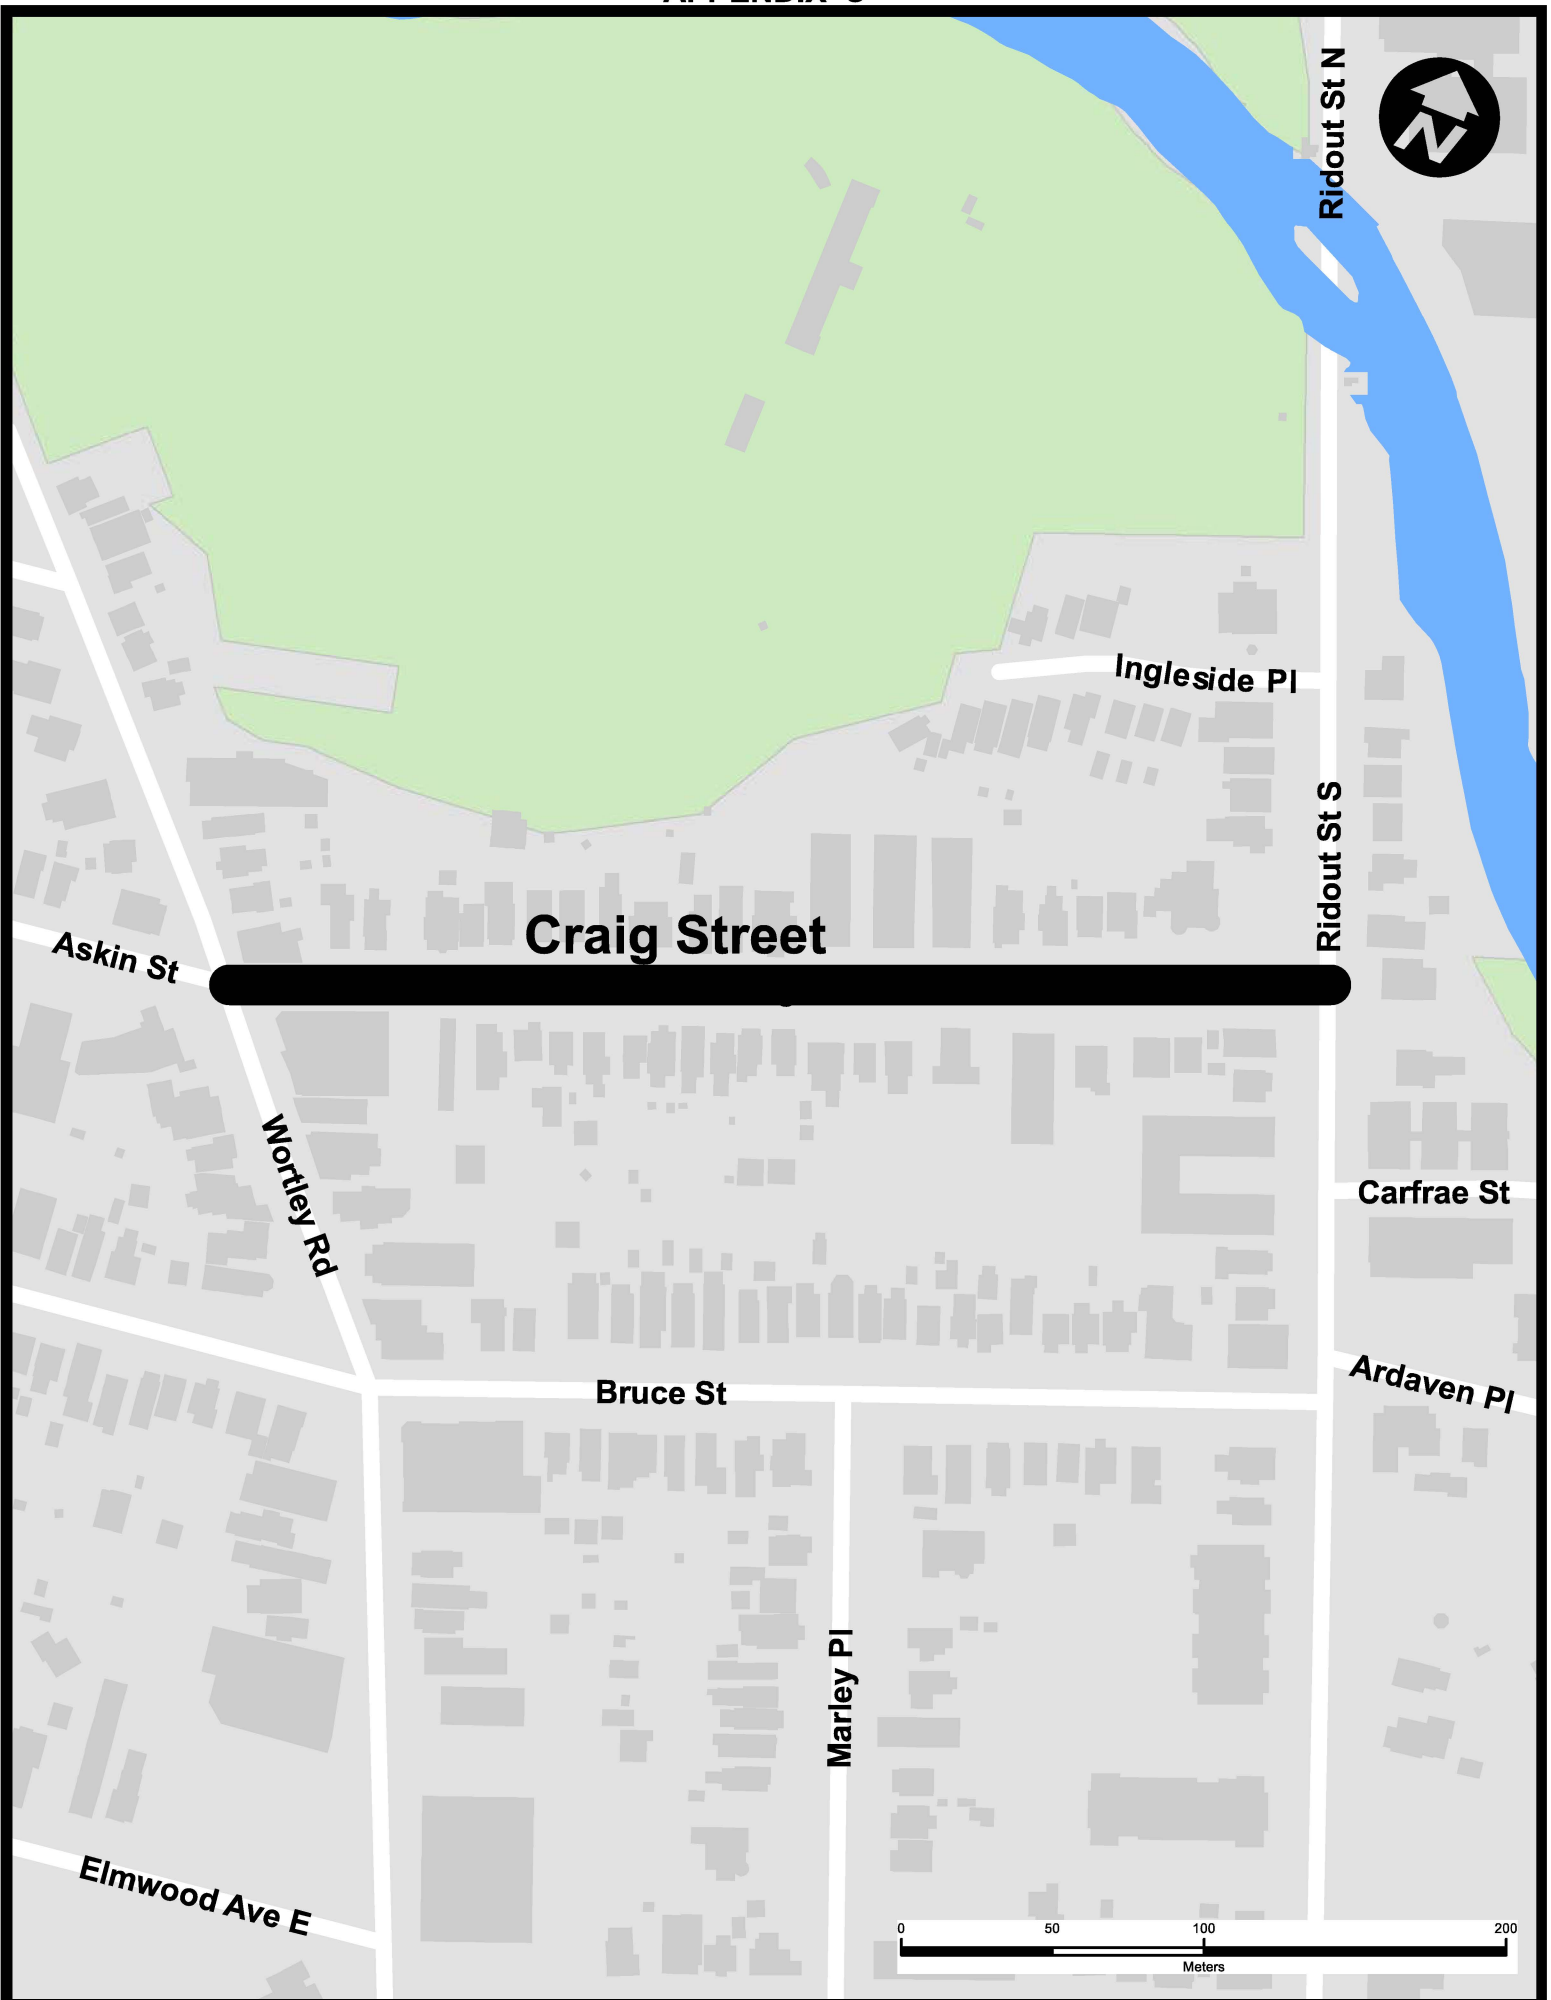 Ridout St N
N
Ingleside Pl
Ridout St S
Craig Street
Askin St
Wortley Rd
Carfrae St
Ardaven Pl
Bruce St
Marley Pl
Elmwood Ave E
0 50 100 200
Meters